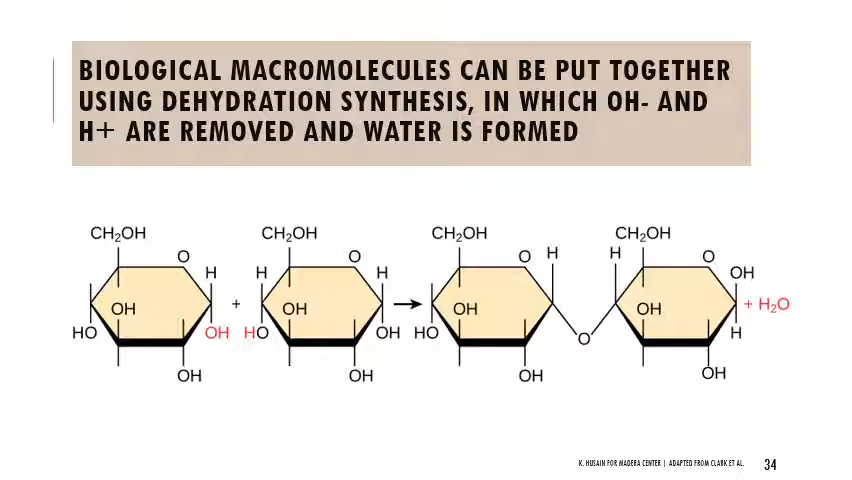 BIOLOGICAL MACROMOLECULES CAN BE PUT TOGETHER
USING DEHYDRATION SYNTHESIS, IN WHICH OH- AND
H+ ARE REMOVED AND WATER IS FORMED
CH₂OH CH₂OH CH₂OH CH₂OH
O H H O H O H H O OH
OH + OH OH OH + H₂O
HO OH HO OH HO O H
OH OH OH OH
K. HUSAIN FOR MADERA CENTER | ADAPTED FROM CLARK ET AL. 34